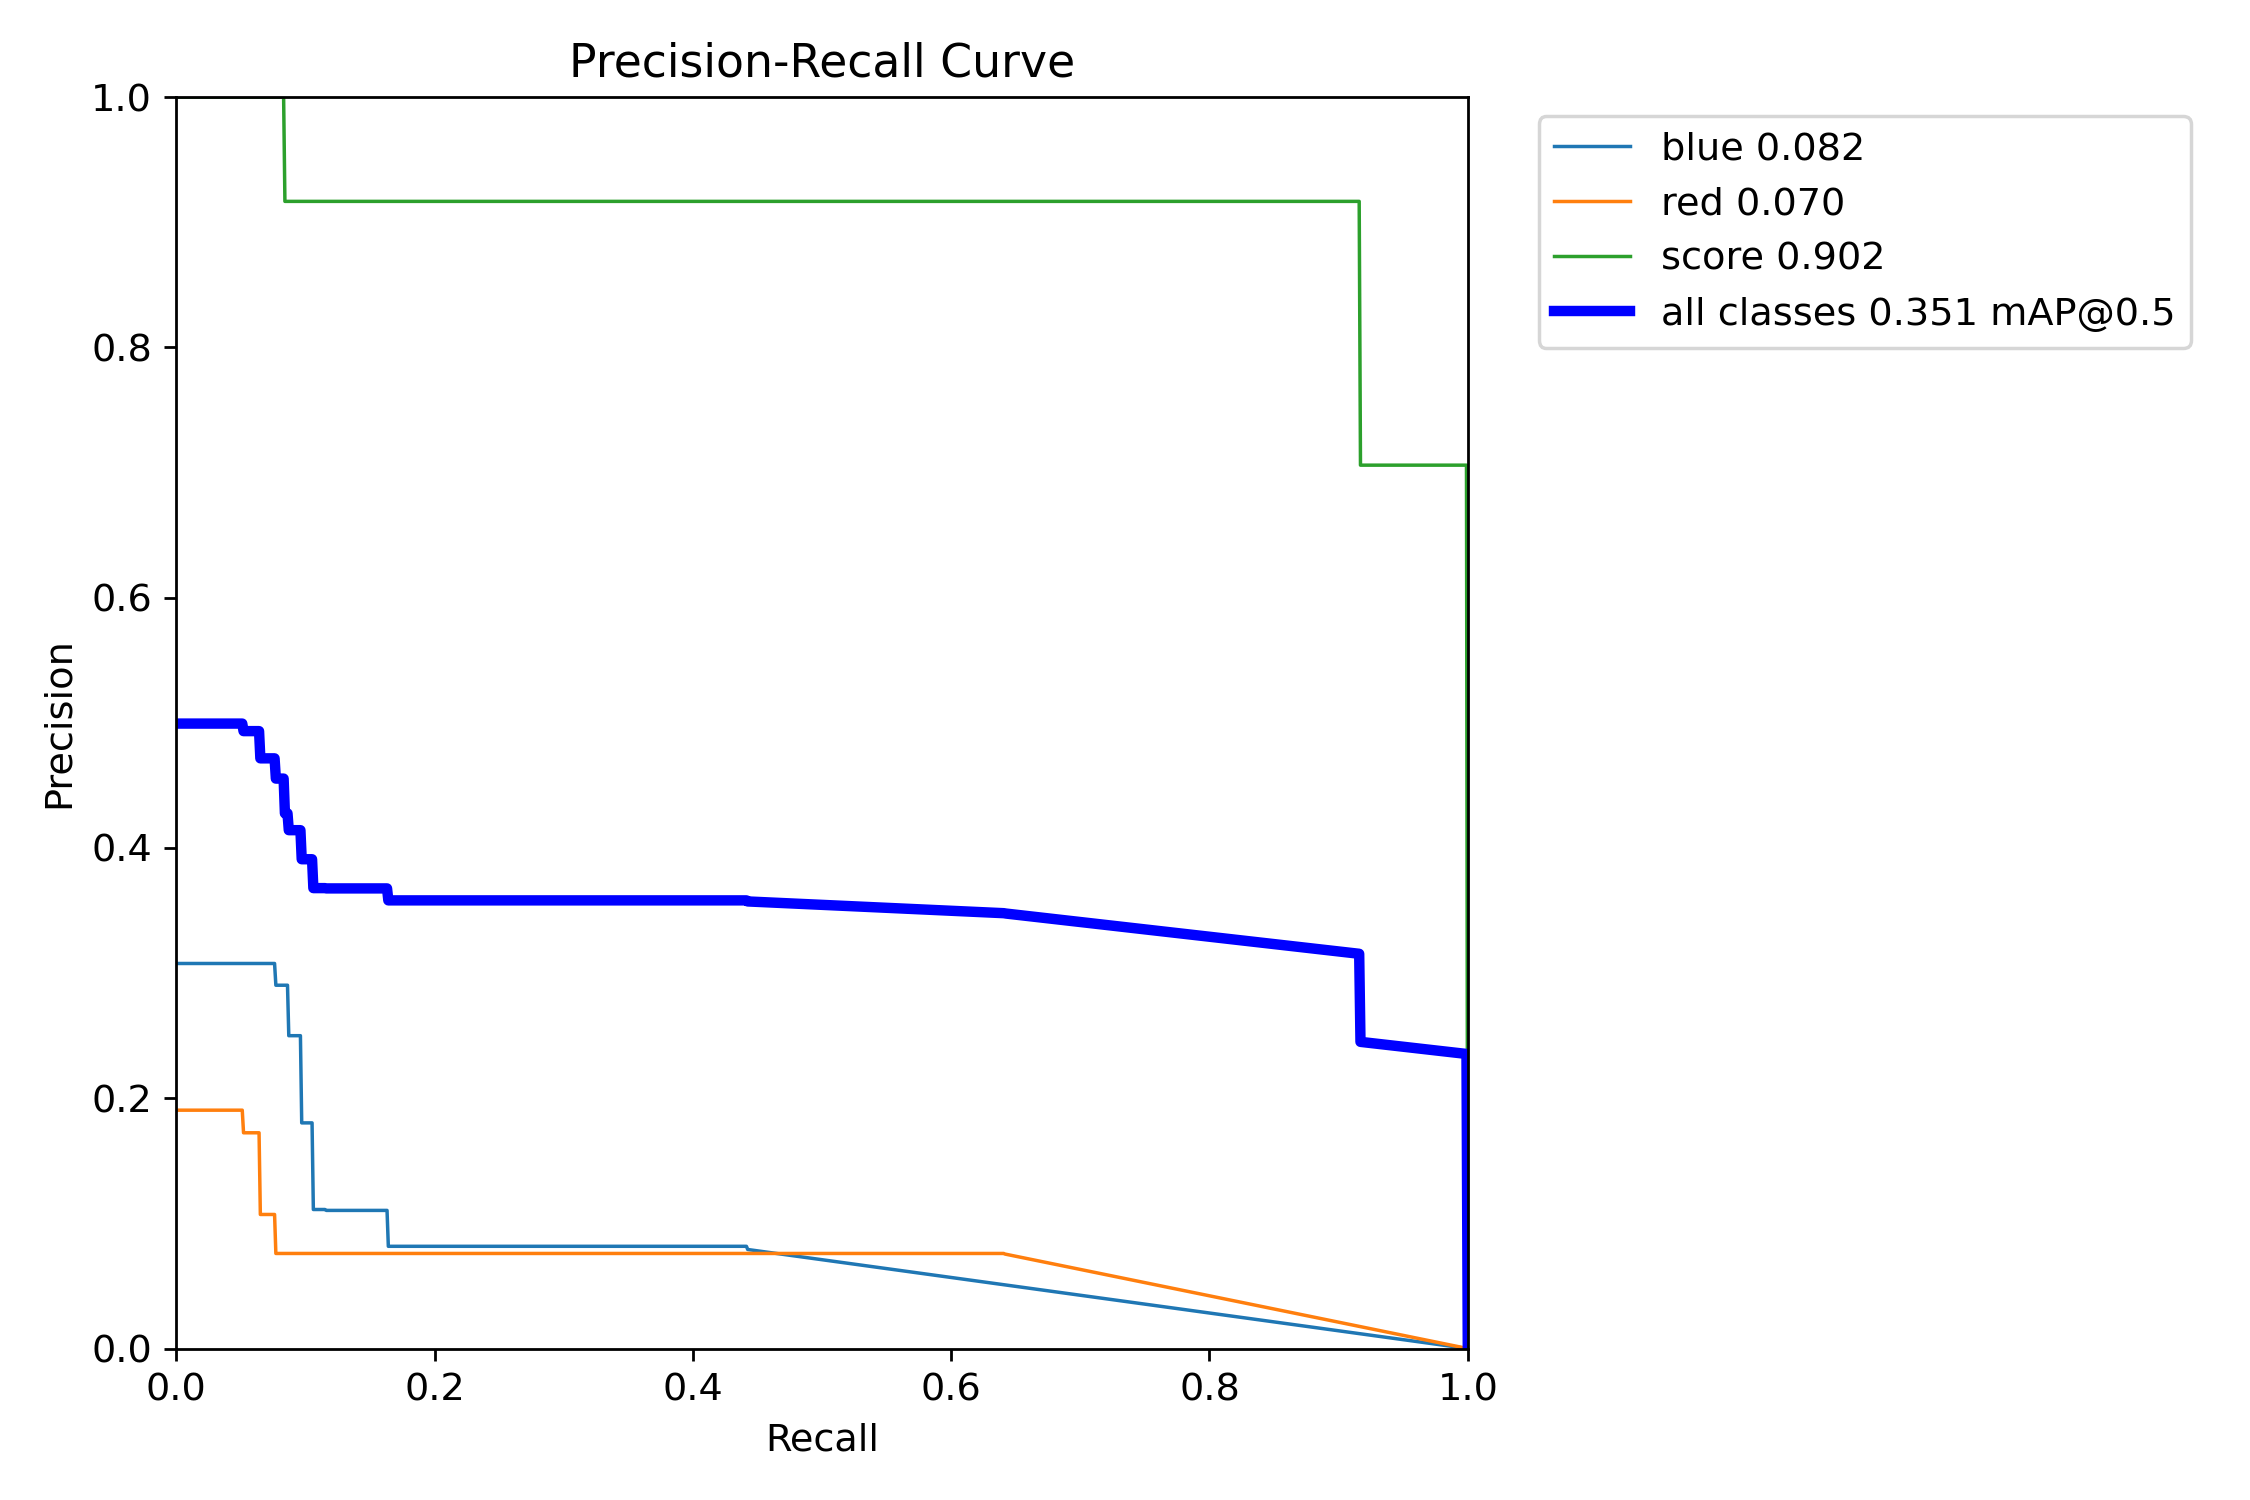 Precision-Recall Curve
1.0
0.8
0.6
0.4
0.2
0.0
Precision
0.0 0.2 0.4 0.6 0.8 1.0
Recall
blue 0.082
red 0.070
score 0.902
all classes 0.351 mAP@0.5